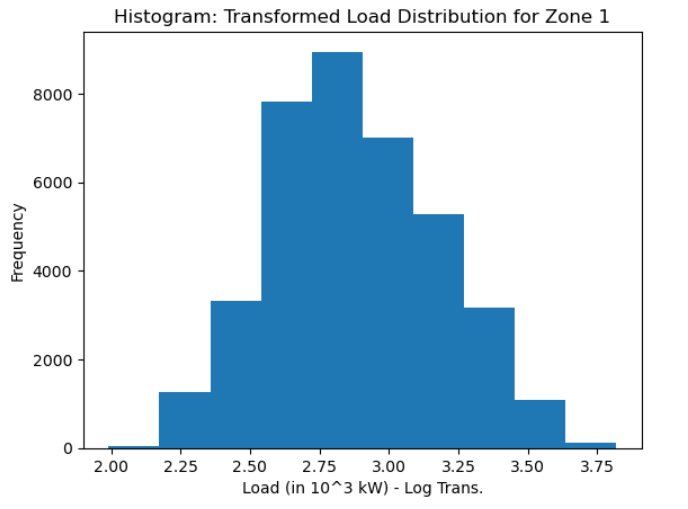 Histogram: Transformed Load Distribution for Zone 1
8000
6000
4000
2000
0
Frequency
2.00 2.25 2.50 2.75 3.00 3.25 3.50 3.75
Load (in 10^3 kW) - Log Trans.